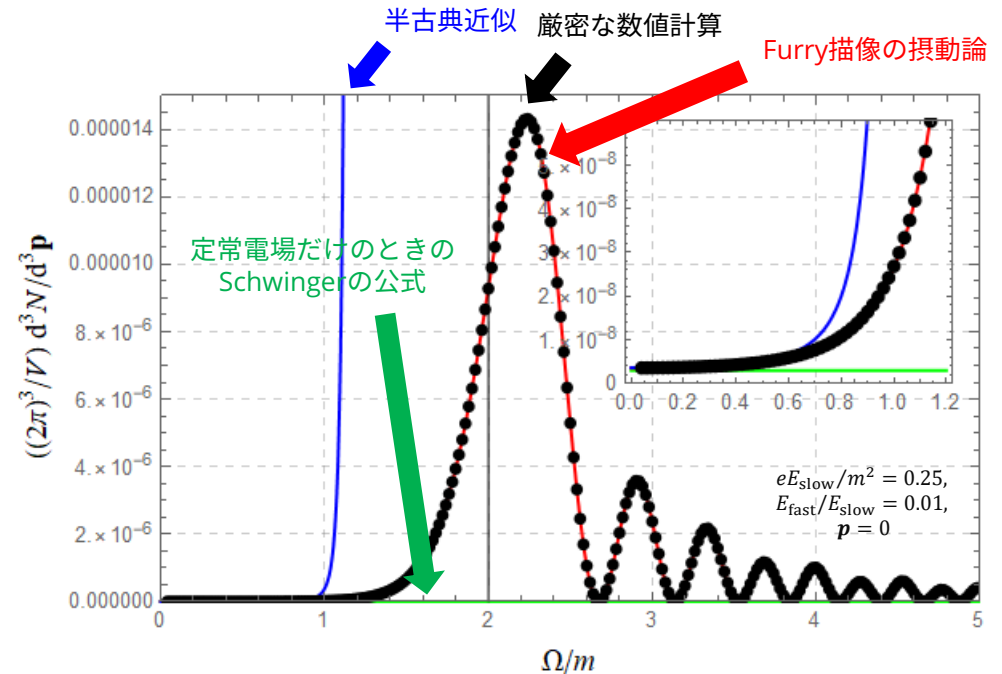 半古典近似
厳密な数値計算
Furry描像の摂動論
定常電場だけのときの
Schwingerの公式
((2π)³/V) d³N/d³p
0.000014
0.000012
0.000010
8.×10⁻⁶
6.×10⁻⁶
4.×10⁻⁶
2.×10⁻⁶
0.000000
0 1 2 3 4 5
Ω/m
×10⁻⁸
4.×10⁻⁸
3.×10⁻⁸
2.×10⁻⁸
1.×10⁻⁸
0
0.0 0.2 0.4 0.6 0.8 1.0 1.2
eE_slow/m² = 0.25,
E_fast/E_slow = 0.01,
p = 0